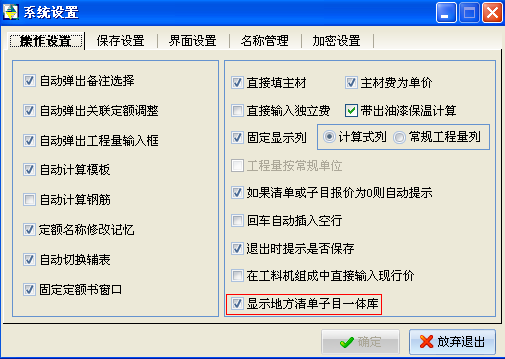 系统设置
操作设置 保存设置 界面设置 名称管理 加密设置
自动弹出备注选择
自动弹出关联定额调整
自动弹出工程量输入框
自动计算模板
自动计算钢筋
定额名称修改记忆
自动切换辅表
固定定额书窗口
直接填主材 主材费为单价
直接输入独立费 带出油漆保温计算
固定显示列 计算式列 常规工程量列
工程量按常规单位
如果清单或子目报价为0则自动提示
回车自动插入空行
退出时提示是否保存
在工料机组成中直接输入现行价
显示地方清单子目一体库
确定 放弃退出